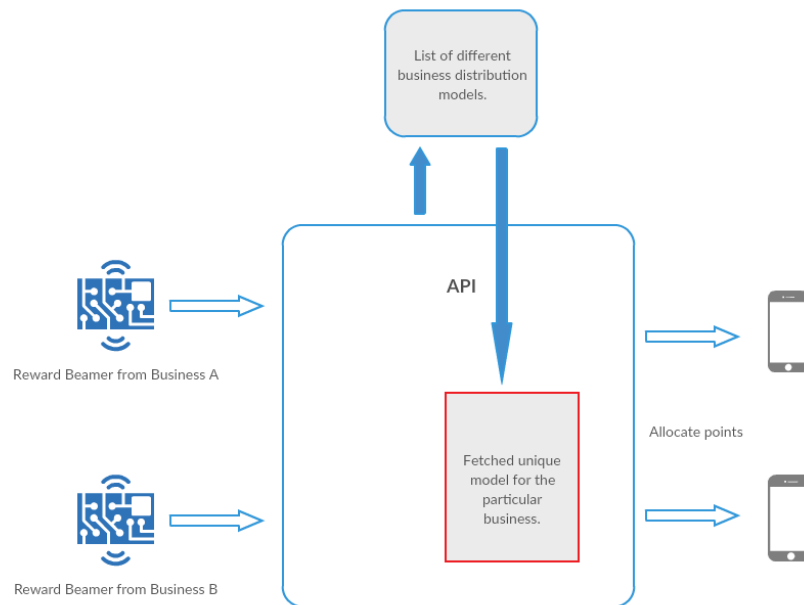 List of different
business distribution
models.
API
Reward Beamer from Business A
Allocate points
Fetched unique
model for the
particular
business.
Reward Beamer from Business B